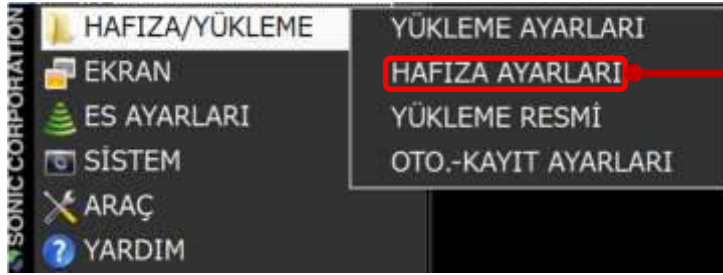 HAFIZA/YÜKLEME
EKRAN
ES AYARLARI
SİSTEM
ARAÇ
YARDIM
YÜKLEME AYARLARI
HAFIZA AYARLARI
YÜKLEME RESMİ
OTO.-KAYIT AYARLARI
SONIC CORPORATION